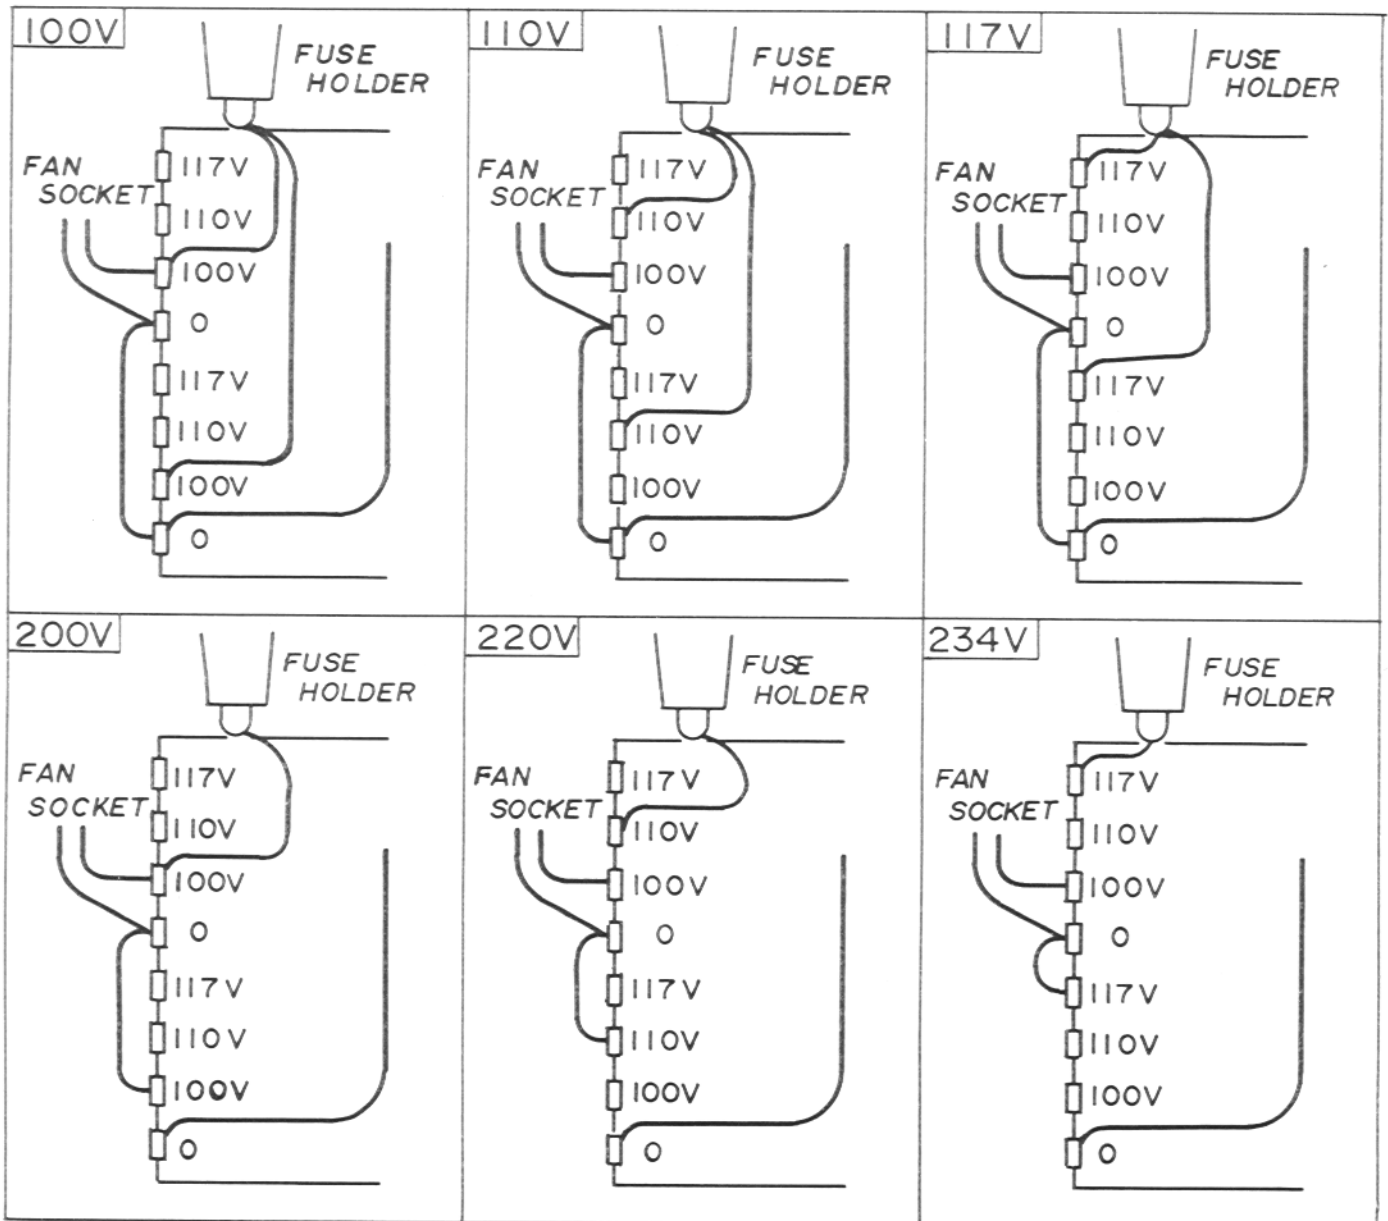 100V
FUSE
HOLDER
FAN
SOCKET
117V
110V
100V
0
117V
110V
100V
0
110V
FUSE
HOLDER
FAN
SOCKET
117V
110V
100V
0
117V
110V
100V
0
117V
FUSE
HOLDER
FAN
SOCKET
117V
110V
100V
0
117V
110V
100V
0
200V
FUSE
HOLDER
FAN
SOCKET
117V
110V
100V
0
117V
110V
100V
0
220V
FUSE
HOLDER
FAN
SOCKET
117V
110V
100V
0
117V
110V
100V
0
234V
FUSE
HOLDER
FAN
SOCKET
117V
110V
100V
0
117V
110V
100V
0